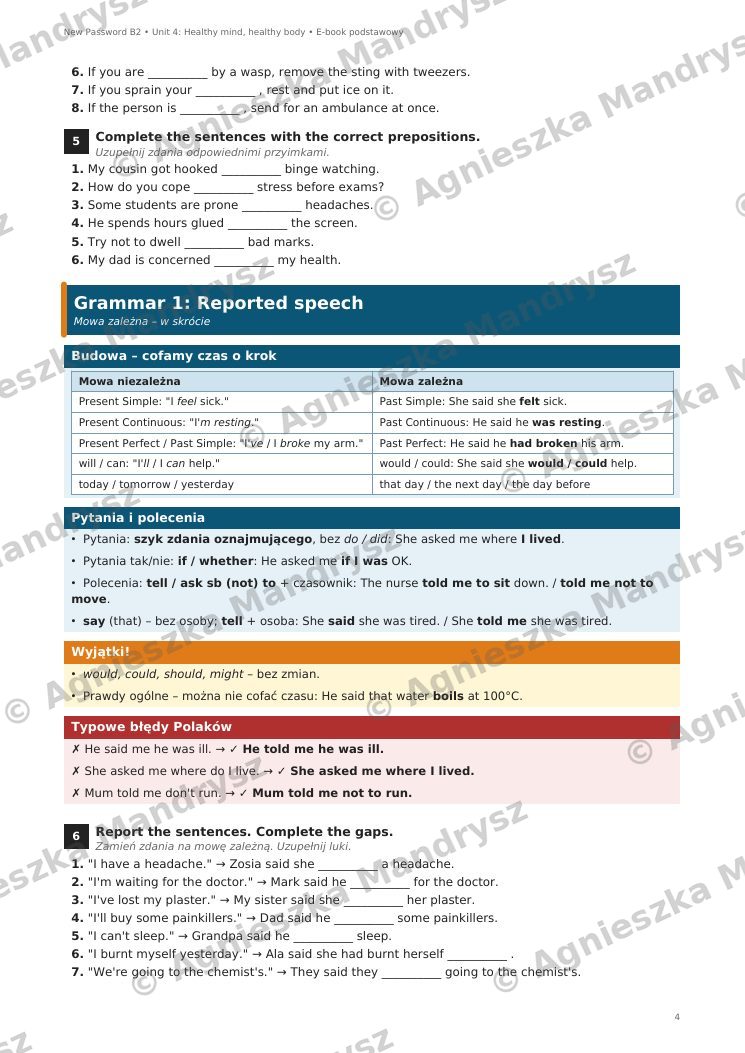 New Password B2 • Unit 4: Healthy mind, healthy body • E-book podstawowy
6. If you are __________ by a wasp, remove the sting with tweezers.
7. If you sprain your __________ , rest and put ice on it.
8. If the person is __________ , send for an ambulance at once.
5 Complete the sentences with the correct prepositions.
Uzupełnij zdania odpowiednimi przyimkami.
1. My cousin got hooked __________ binge watching.
2. How do you cope __________ stress before exams?
3. Some students are prone __________ headaches.
4. He spends hours glued __________ the screen.
5. Try not to dwell __________ bad marks.
6. My dad is concerned __________ my health.
Grammar 1: Reported speech
Mowa zależna – w skrócie
Budowa – cofamy czas o krok
Mowa niezależna Mowa zależna
Present Simple: "I feel sick." Past Simple: She said she felt sick.
Present Continuous: "I'm resting." Past Continuous: He said he was resting.
Present Perfect / Past Simple: "I've / I broke my arm." Past Perfect: He said he had broken his arm.
will / can: "I'll / I can help." would / could: She said she would / could help.
today / tomorrow / yesterday that day / the next day / the day before
Pytania i polecenia
• Pytania: szyk zdania oznajmującego, bez do / did: She asked me where I lived.
• Pytania tak/nie: if / whether: He asked me if I was OK.
• Polecenia: tell / ask sb (not) to + czasownik: The nurse told me to sit down. / told me not to
move.
• say (that) – bez osoby; tell + osoba: She said she was tired. / She told me she was tired.
Wyjątki!
• would, could, should, might – bez zmian.
• Prawdy ogólne – można nie cofać czasu: He said that water boils at 100°C.
Typowe błędy Polaków
✗ He said me he was ill. → ✓ He told me he was ill.
✗ She asked me where do I live. → ✓ She asked me where I lived.
✗ Mum told me don't run. → ✓ Mum told me not to run.
6 Report the sentences. Complete the gaps.
Zamień zdania na mowę zależną. Uzupełnij luki.
1. "I have a headache." → Zosia said she __________ a headache.
2. "I'm waiting for the doctor." → Mark said he __________ for the doctor.
3. "I've lost my plaster." → My sister said she __________ her plaster.
4. "I'll buy some painkillers." → Dad said he __________ some painkillers.
5. "I can't sleep." → Grandpa said he __________ sleep.
6. "I burnt myself yesterday." → Ala said she had burnt herself __________ .
7. "We're going to the chemist's." → They said they __________ going to the chemist's.
4
© Agnieszka Mandrysz